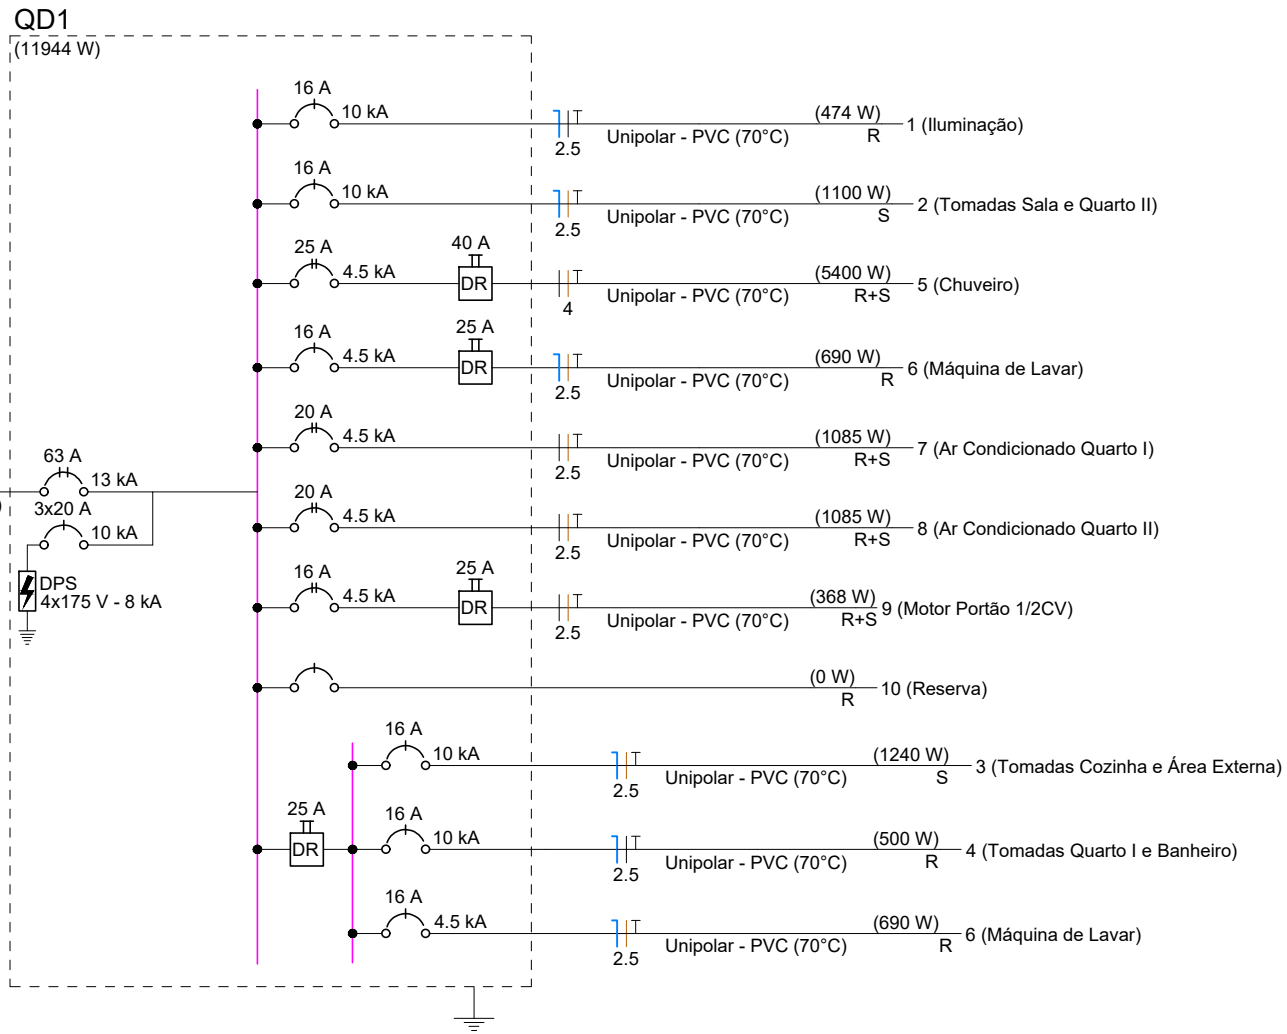 QD1
(11944 W)
16 A
10 kA
2.5
Unipolar - PVC (70°C)
(474 W)
R
1 (Iluminação)
16 A
10 kA
2.5
Unipolar - PVC (70°C)
(1100 W)
S
2 (Tomadas Sala e Quarto II)
25 A
4.5 kA
40 A
DR
4
Unipolar - PVC (70°C)
(5400 W)
R+S
5 (Chuveiro)
16 A
4.5 kA
25 A
DR
2.5
Unipolar - PVC (70°C)
(690 W)
R
6 (Máquina de Lavar)
20 A
4.5 kA
2.5
Unipolar - PVC (70°C)
(1085 W)
R+S
7 (Ar Condicionado Quarto I)
63 A
13 kA
3x20 A
10 kA
DPS
4x175 V - 8 kA
20 A
4.5 kA
2.5
Unipolar - PVC (70°C)
(1085 W)
R+S
8 (Ar Condicionado Quarto II)
16 A
4.5 kA
25 A
DR
2.5
Unipolar - PVC (70°C)
(368 W)
R+S
9 (Motor Portão 1/2CV)
(0 W)
R
10 (Reserva)
16 A
10 kA
2.5
Unipolar - PVC (70°C)
(1240 W)
S
3 (Tomadas Cozinha e Área Externa)
25 A
DR
16 A
10 kA
2.5
Unipolar - PVC (70°C)
(500 W)
R
4 (Tomadas Quarto I e Banheiro)
16 A
4.5 kA
2.5
Unipolar - PVC (70°C)
(690 W)
R
6 (Máquina de Lavar)